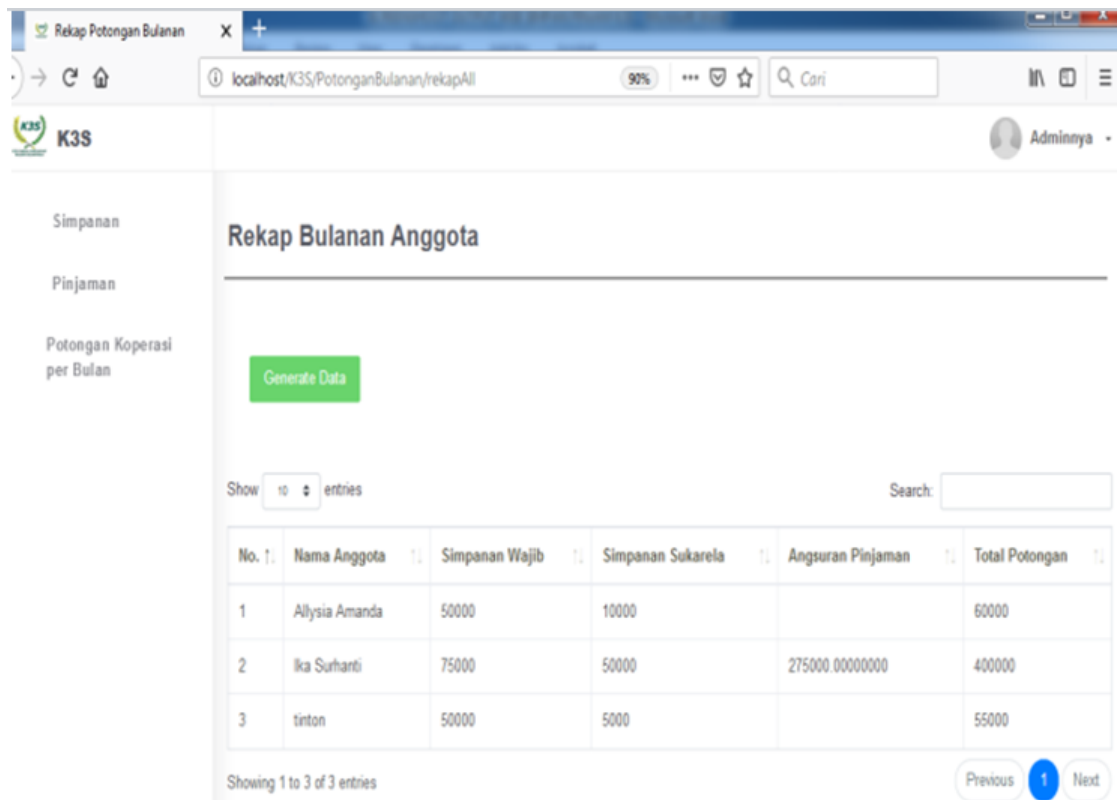 Rekap Potongan Bulanan
localhost/K3S/PotonganBulanan/rekapAll 90% Cari
K3S K3S Adminnya
Simpanan
Pinjaman
Potongan Koperasi
per Bulan
Rekap Bulanan Anggota
Generate Data
Show 10 entries Search:
No. Nama Anggota Simpanan Wajib Simpanan Sukarela Angsuran Pinjaman Total Potongan
1 Allysia Amanda 50000 10000 60000
2 Ika Surhanti 75000 50000 275000.00000000 400000
3 tinton 50000 5000 55000
Showing 1 to 3 of 3 entries Previous 1 Next